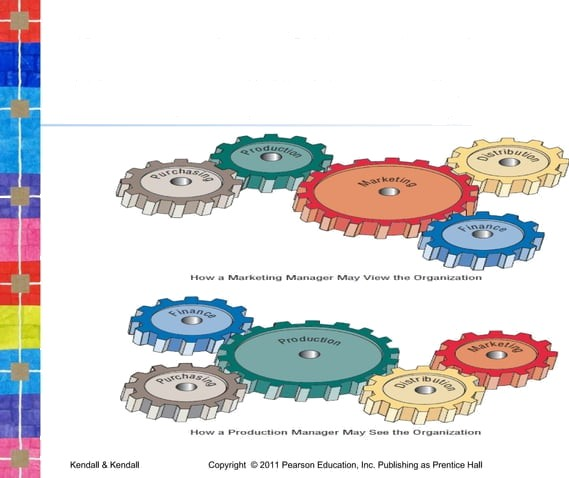 Production
Distribution
Purchasing
Marketing
Finance
How a Marketing Manager May View the Organization
Finance
Production
Marketing
Purchasing
Distribution
How a Production Manager May See the Organization
Kendall & Kendall
Copyright © 2011 Pearson Education, Inc. Publishing as Prentice Hall